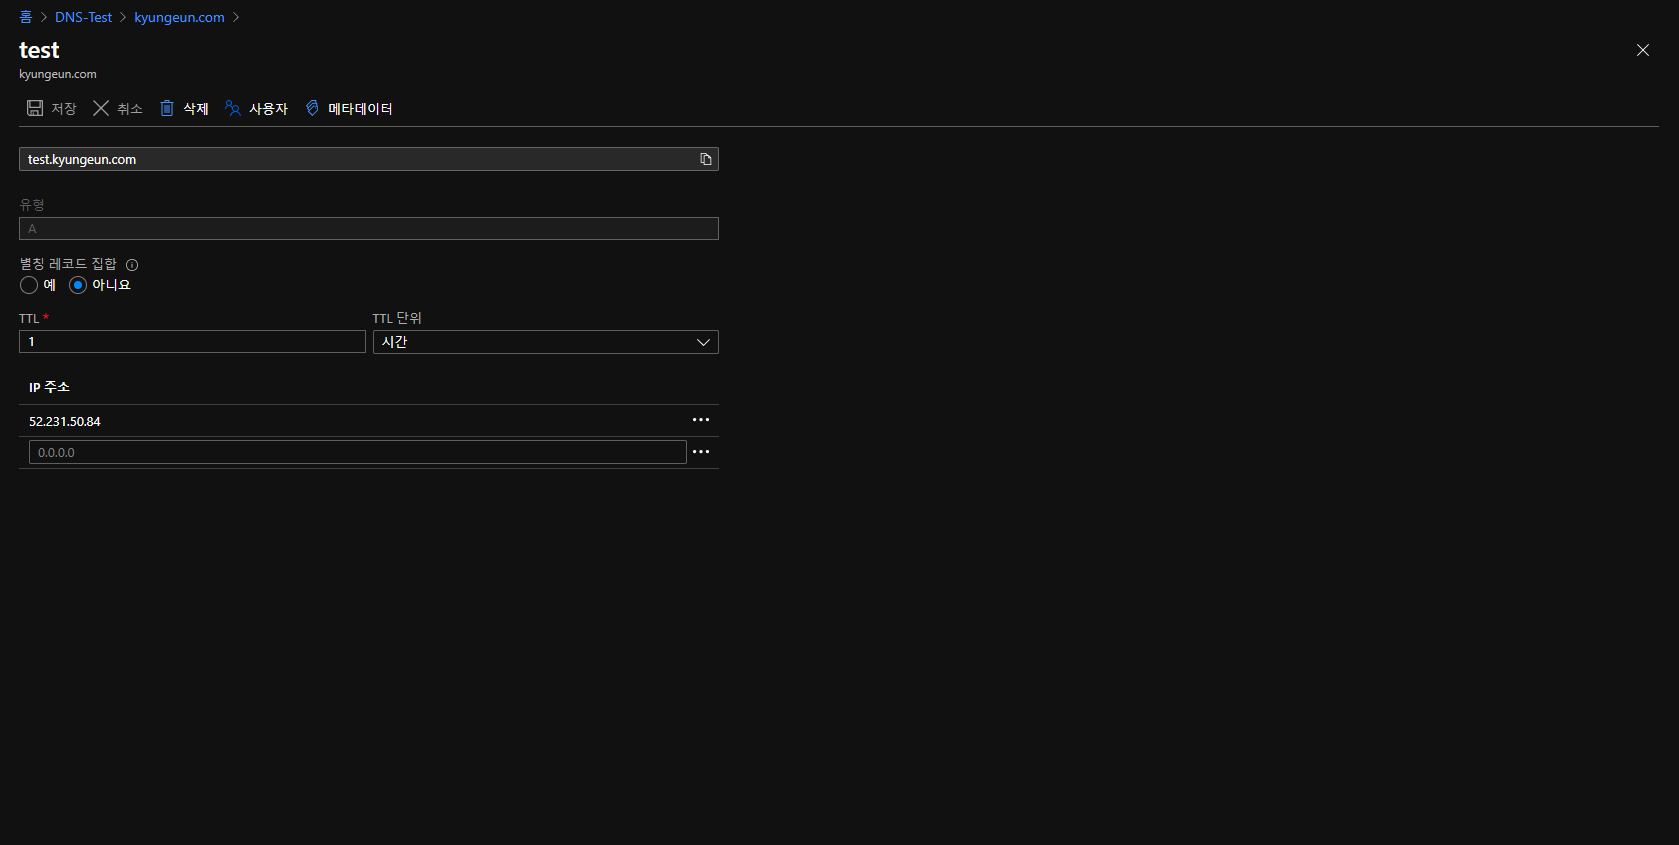 홈 > DNS-Test > kyungeun.com >
test
kyungeun.com
저장 취소 삭제 사용자 메타데이터
test.kyungeun.com
유형
A
별칭 레코드 집합
예 아니요
TTL * TTL 단위
1 시간
IP 주소
52.231.50.84
0.0.0.0